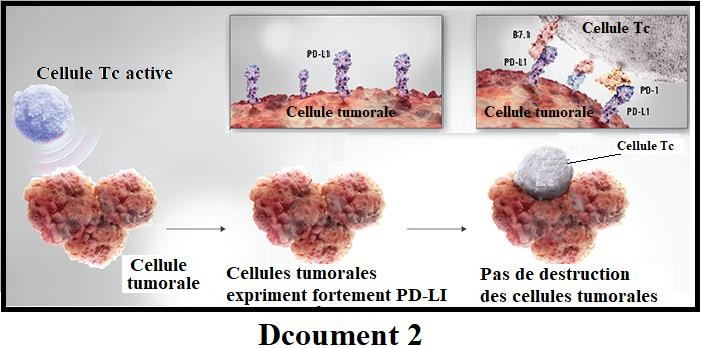 Cellule Tc active
PD-L1
Cellule tumorale
B7.1
Cellule Tc
PD-L1
PD-1
Cellule tumorale
PD-L1
Cellule Tc
Cellule
tumorale
Cellules tumorales
expriment fortement PD-LI
Pas de destruction
des cellules tumorales
Dcoument 2